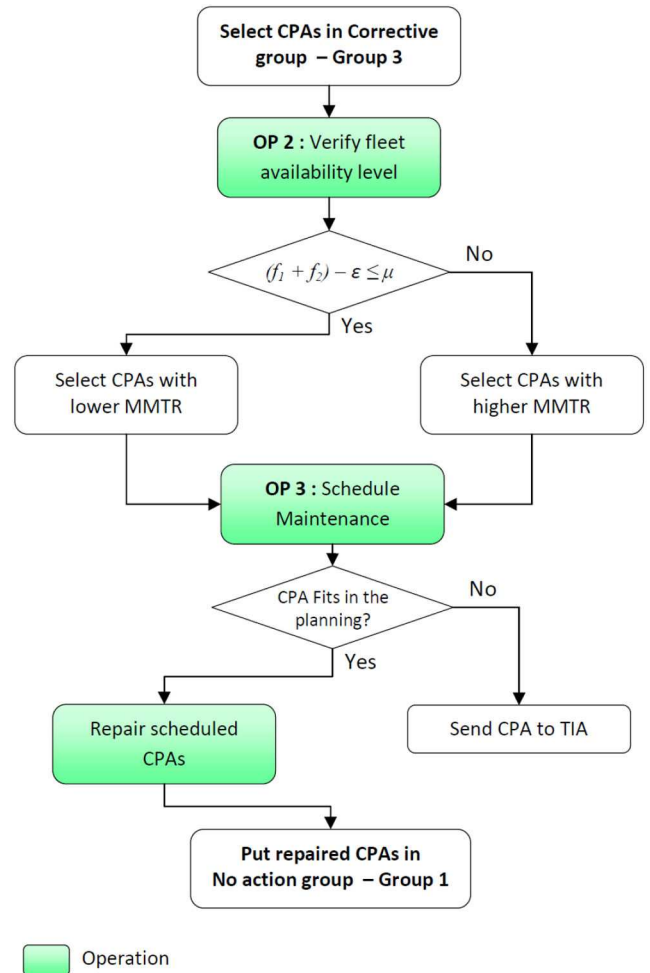 Select CPAs in Corrective
group – Group 3
OP 2 : Verify fleet
availability level
(f₁ + f₂) – ε ≤ μ
No
Yes
Select CPAs with
lower MMTR
Select CPAs with
higher MMTR
OP 3 : Schedule
Maintenance
CPA Fits in the
planning?
No
Yes
Repair scheduled
CPAs
Send CPA to TIA
Put repaired CPAs in
No action group – Group 1
Operation